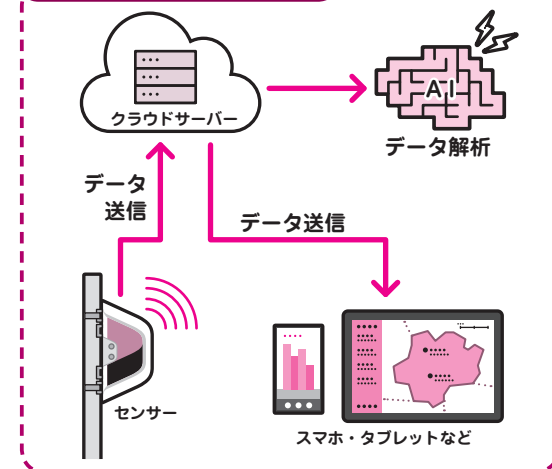 クラウドサーバー
AI
データ解析
データ
送信
データ送信
センサー
スマホ・タブレットなど